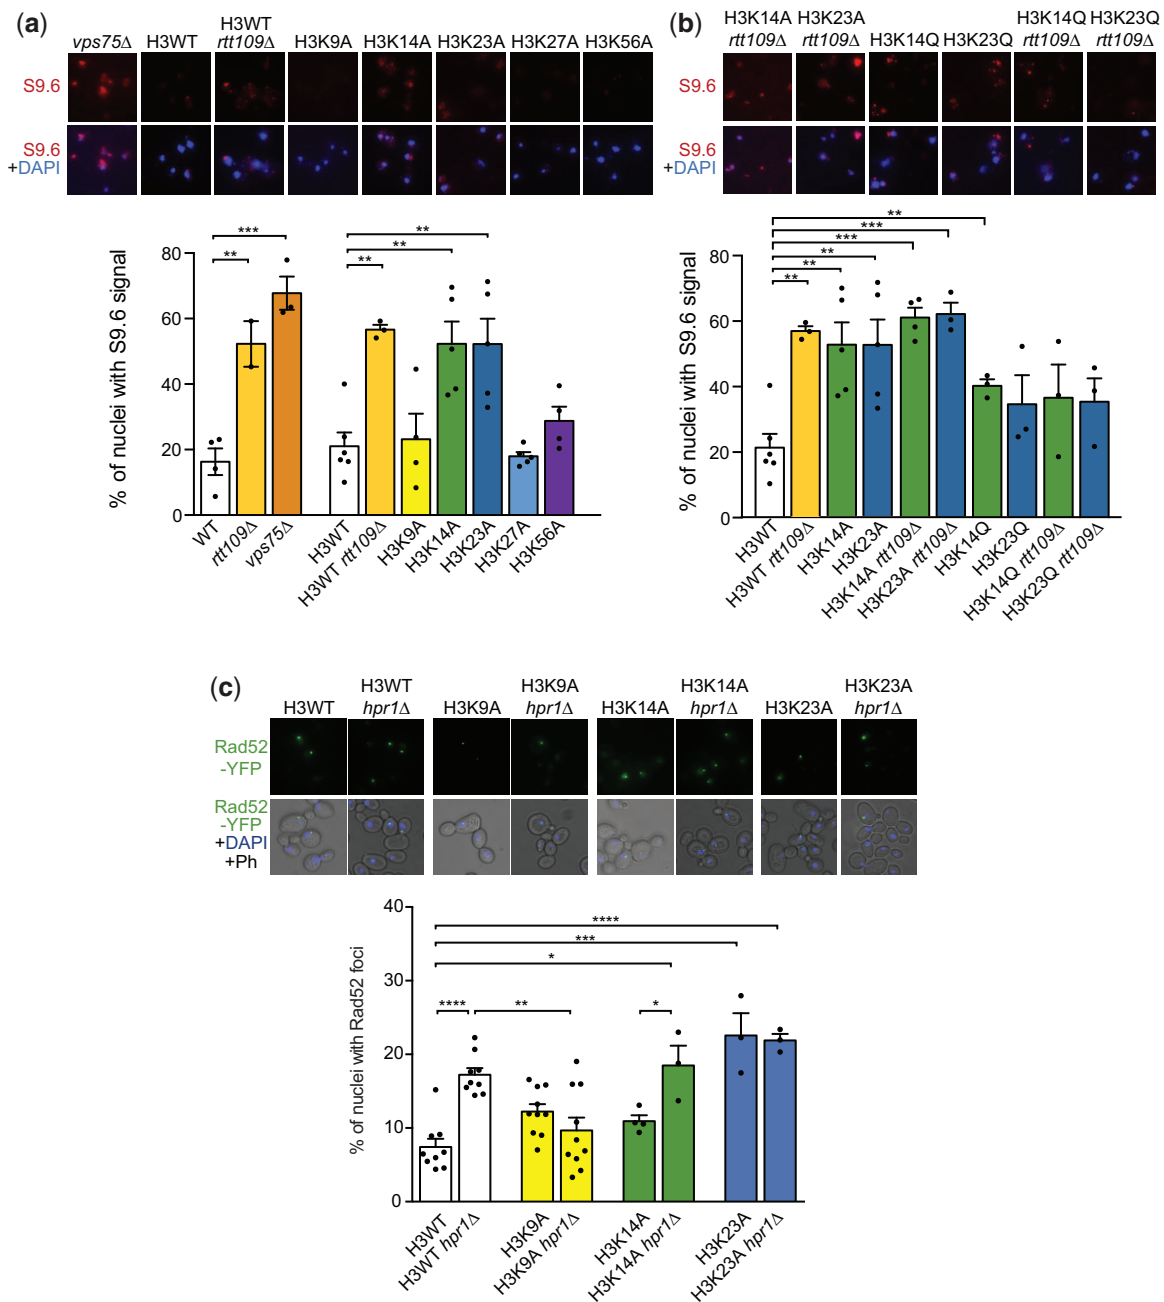 (a)
vps75Δ H3WT H3WT rtt109Δ H3K9A H3K14A H3K23A H3K27A H3K56A
S9.6
S9.6
+DAPI
% of nuclei with S9.6 signal
80
60
40
20
0
***
**
**
**
**
WT
rtt109Δ
vps75Δ
H3WT
H3WT rtt109Δ
H3K9A
H3K14A
H3K23A
H3K27A
H3K56A
(b)
H3K14A rtt109Δ H3K23A rtt109Δ H3K14Q H3K23Q H3K14Q rtt109Δ H3K23Q rtt109Δ
S9.6
S9.6
+DAPI
% of nuclei with S9.6 signal
80
60
40
20
0
**
***
***
**
**
**
H3WT
H3WT rtt109Δ
H3K14A
H3K23A
H3K14A rtt109Δ
H3K23A rtt109Δ
H3K14Q
H3K23Q
H3K14Q rtt109Δ
H3K23Q rtt109Δ
(c)
H3WT H3WT hpr1Δ H3K9A H3K9A hpr1Δ H3K14A H3K14A hpr1Δ H3K23A H3K23A hpr1Δ
Rad52
-YFP
Rad52
-YFP
+DAPI
+Ph
% of nuclei with Rad52 foci
40
30
20
10
0
****
***
*
****
**
*
H3WT
H3WT hpr1Δ
H3K9A
H3K9A hpr1Δ
H3K14A
H3K14A hpr1Δ
H3K23A
H3K23A hpr1Δ